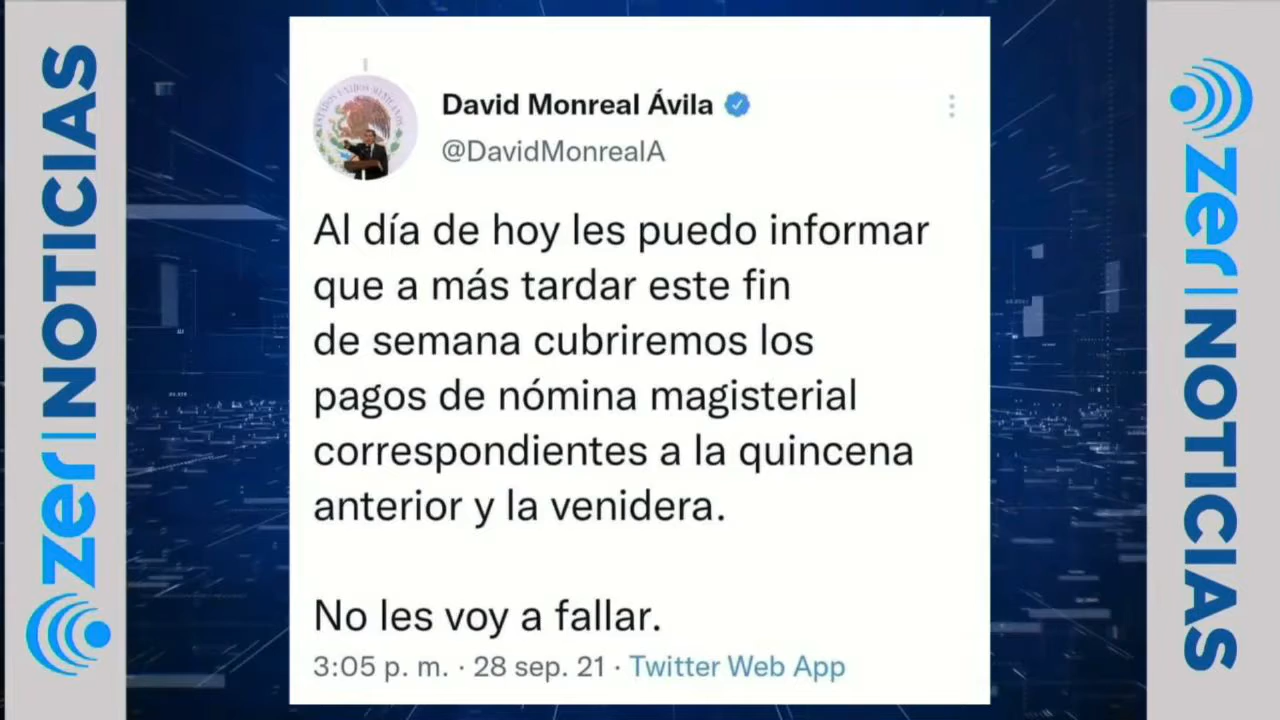 zer|NOTICIAS
David Monreal Ávila
@DavidMonrealA
Al día de hoy les puedo informar
que a más tardar este fin
de semana cubriremos los
pagos de nómina magisterial
correspondientes a la quincena
anterior y la venidera.
No les voy a fallar.
3:05 p. m. · 28 sep. 21 · Twitter Web App
zer|NOTICIAS